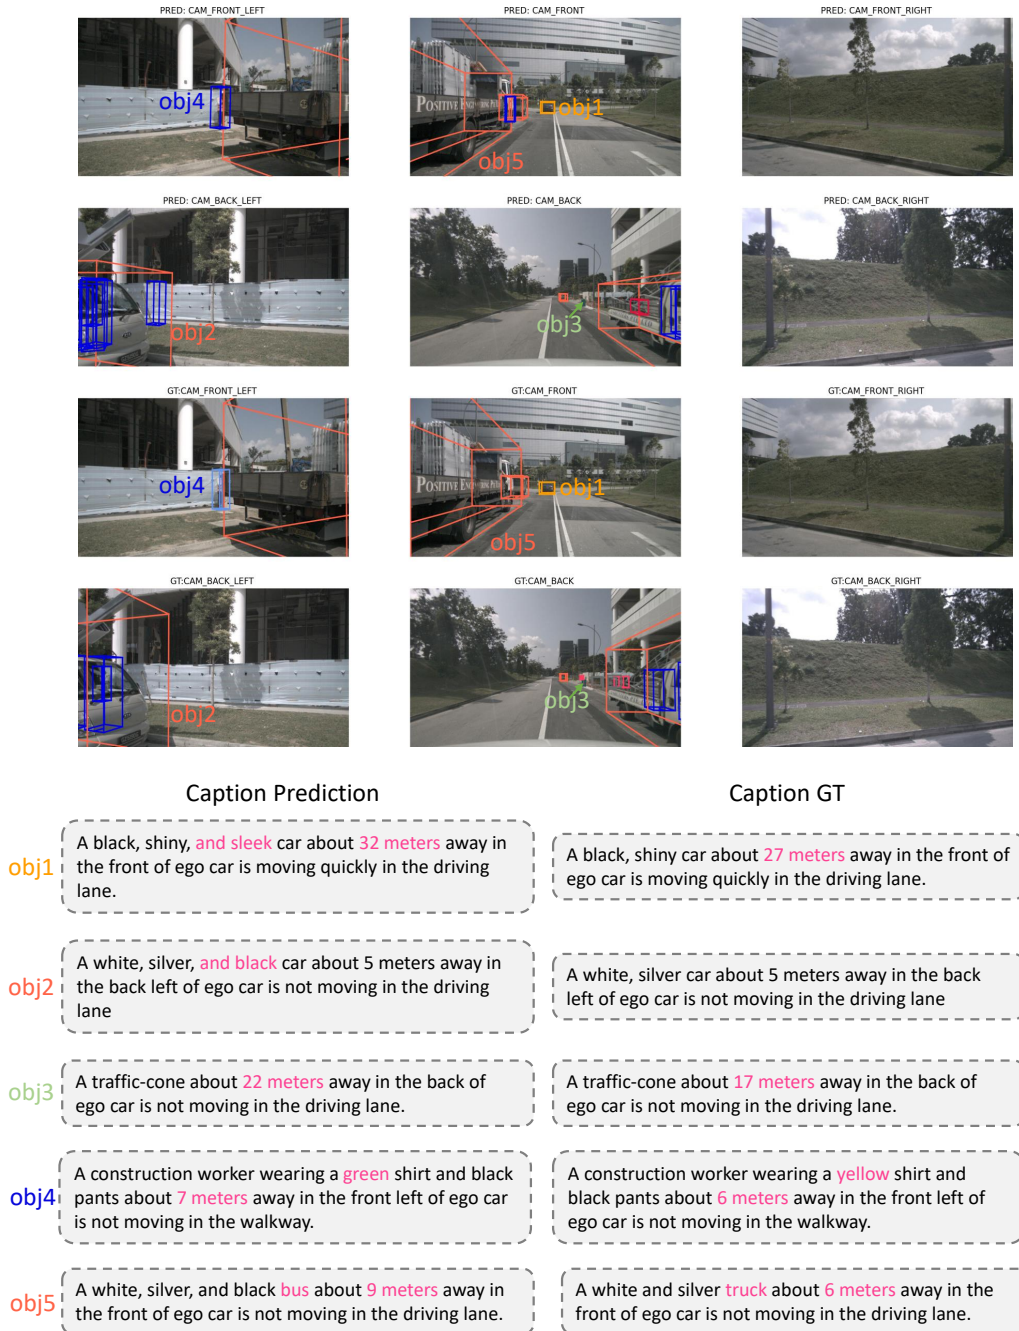 PRED: CAM_FRONT_LEFT
PRED: CAM_FRONT
PRED: CAM_FRONT_RIGHT
obj4
POSITIVE
obj1
obj5
PRED: CAM_BACK_LEFT
PRED: CAM_BACK
PRED: CAM_BACK_RIGHT
obj2
obj3
GT:CAM_FRONT_LEFT
GT:CAM_FRONT
GT:CAM_FRONT_RIGHT
obj4
POSITIVE
obj1
obj5
GT:CAM_BACK_LEFT
GT:CAM_BACK
GT:CAM_BACK_RIGHT
obj2
obj3
Caption Prediction
Caption GT
obj1
A black, shiny, and sleek car about 32 meters away in
the front of ego car is moving quickly in the driving
lane.
A black, shiny car about 27 meters away in the front of
ego car is moving quickly in the driving lane.
obj2
A white, silver, and black car about 5 meters away in
the back left of ego car is not moving in the driving
lane
A white, silver car about 5 meters away in the back
left of ego car is not moving in the driving lane
obj3
A traffic-cone about 22 meters away in the back of
ego car is not moving in the driving lane.
A traffic-cone about 17 meters away in the back of
ego car is not moving in the driving lane.
obj4
A construction worker wearing a green shirt and black
pants about 7 meters away in the front left of ego car
is not moving in the walkway.
A construction worker wearing a yellow shirt and
black pants about 6 meters away in the front left of
ego car is not moving in the walkway.
obj5
A white, silver, and black bus about 9 meters away in
the front of ego car is not moving in the driving lane.
A white and silver truck about 6 meters away in the
front of ego car is not moving in the driving lane.